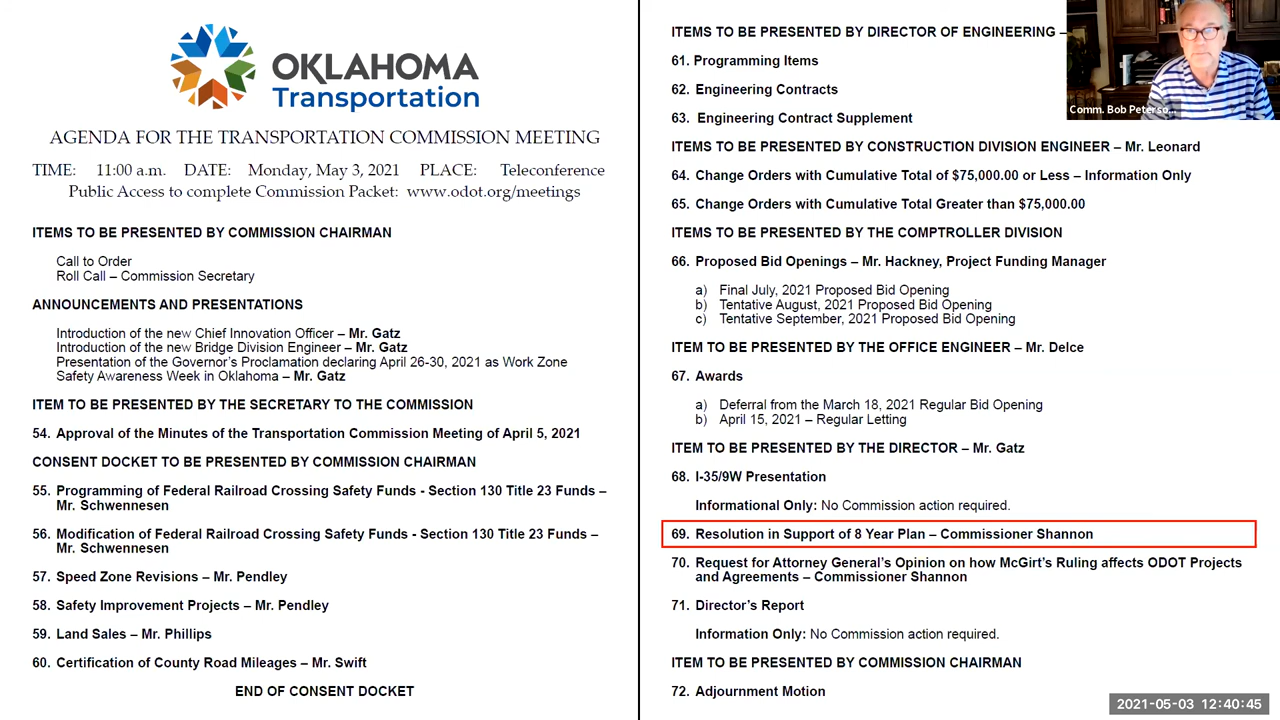 OKLAHOMA
Transportation
AGENDA FOR THE TRANSPORTATION COMMISSION MEETING
TIME: 11:00 a.m. DATE: Monday, May 3, 2021 PLACE: Teleconference
Public Access to complete Commission Packet: www.odot.org/meetings
ITEMS TO BE PRESENTED BY COMMISSION CHAIRMAN
Call to Order
Roll Call – Commission Secretary
ANNOUNCEMENTS AND PRESENTATIONS
Introduction of the new Chief Innovation Officer – Mr. Gatz
Introduction of the new Bridge Division Engineer – Mr. Gatz
Presentation of the Governor's Proclamation declaring April 26-30, 2021 as Work Zone
Safety Awareness Week in Oklahoma – Mr. Gatz
ITEM TO BE PRESENTED BY THE SECRETARY TO THE COMMISSION
54. Approval of the Minutes of the Transportation Commission Meeting of April 5, 2021
CONSENT DOCKET TO BE PRESENTED BY COMMISSION CHAIRMAN
55. Programming of Federal Railroad Crossing Safety Funds - Section 130 Title 23 Funds –
Mr. Schwennesen
56. Modification of Federal Railroad Crossing Safety Funds - Section 130 Title 23 Funds –
Mr. Schwennesen
57. Speed Zone Revisions – Mr. Pendley
58. Safety Improvement Projects – Mr. Pendley
59. Land Sales – Mr. Phillips
60. Certification of County Road Mileages – Mr. Swift
END OF CONSENT DOCKET
ITEMS TO BE PRESENTED BY DIRECTOR OF ENGINEERING –
61. Programming Items
62. Engineering Contracts
63. Engineering Contract Supplement
ITEMS TO BE PRESENTED BY CONSTRUCTION DIVISION ENGINEER – Mr. Leonard
64. Change Orders with Cumulative Total of $75,000.00 or Less – Information Only
65. Change Orders with Cumulative Total Greater than $75,000.00
ITEMS TO BE PRESENTED BY THE COMPTROLLER DIVISION
66. Proposed Bid Openings – Mr. Hackney, Project Funding Manager
a) Final July, 2021 Proposed Bid Opening
b) Tentative August, 2021 Proposed Bid Opening
c) Tentative September, 2021 Proposed Bid Opening
ITEM TO BE PRESENTED BY THE OFFICE ENGINEER – Mr. Delce
67. Awards
a) Deferral from the March 18, 2021 Regular Bid Opening
b) April 15, 2021 – Regular Letting
ITEM TO BE PRESENTED BY THE DIRECTOR – Mr. Gatz
68. I-35/9W Presentation
Informational Only: No Commission action required.
69. Resolution in Support of 8 Year Plan – Commissioner Shannon
70. Request for Attorney General's Opinion on how McGirt's Ruling affects ODOT Projects
and Agreements – Commissioner Shannon
71. Director's Report
Information Only: No Commission action required.
ITEM TO BE PRESENTED BY COMMISSION CHAIRMAN
72. Adjournment Motion
Comm. Bob Peterso...
2021-05-03 12:40:45